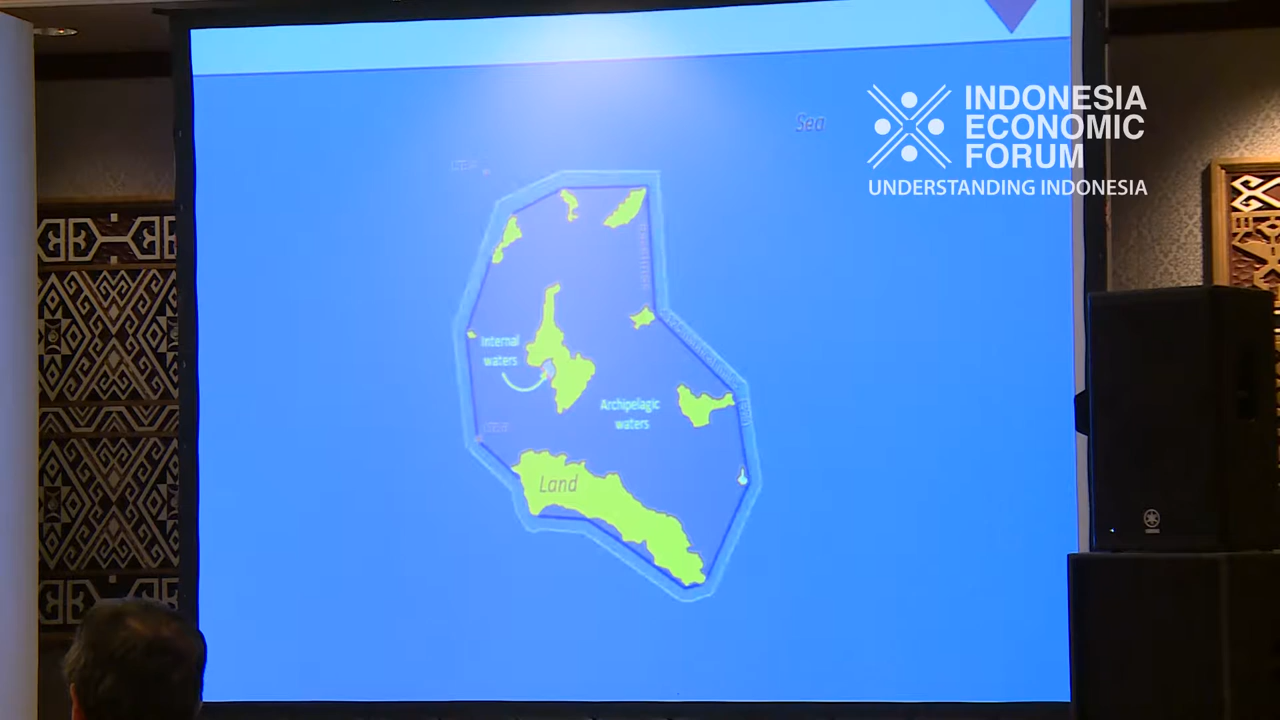 INDONESIA
ECONOMIC
FORUM
UNDERSTANDING INDONESIA
Sea
Internal
waters
Archipelagic
waters
Land